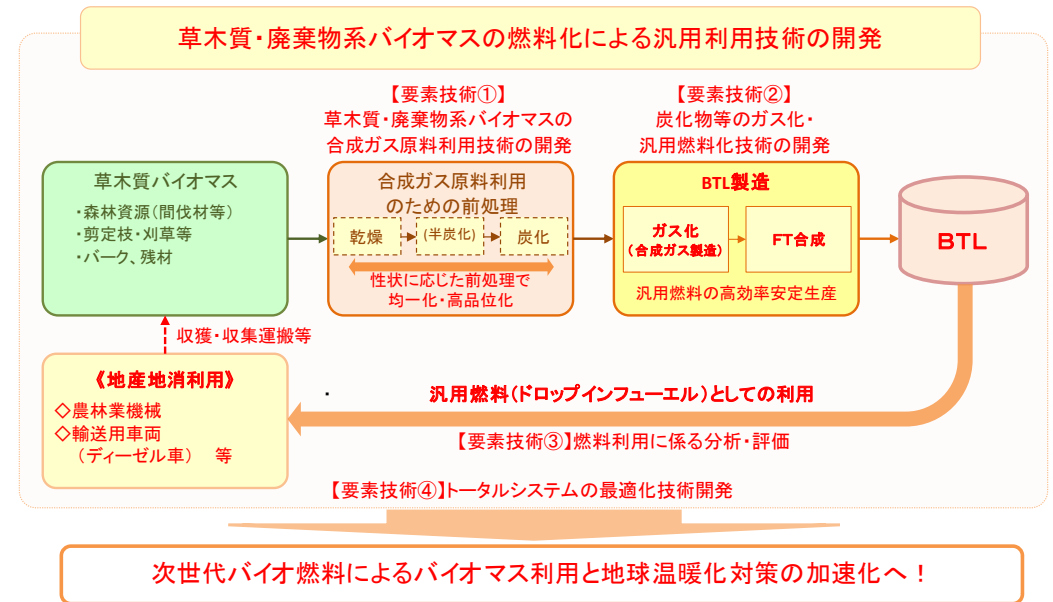 草木質・廃棄物系バイオマスの燃料化による汎用利用技術の開発
【要素技術①】
草木質・廃棄物系バイオマスの
合成ガス原料利用技術の開発
【要素技術②】
炭化物等のガス化・
汎用燃料化技術の開発
草木質バイオマス
・森林資源(間伐材等)
・剪定枝・刈草等
・バーク、残材
合成ガス原料利用
のための前処理
乾燥
(半炭化)
炭化
性状に応じた前処理で
均一化・高品位化
BTL製造
ガス化
(合成ガス製造)
FT合成
汎用燃料の高効率安定生産
BTL
収獲・収集運搬等
《地産地消利用》
◇農林業機械
◇輸送用車両
(ディーゼル車) 等
・ 汎用燃料(ドロップインフューエル)としての利用
【要素技術③】燃料利用に係る分析・評価
【要素技術④】トータルシステムの最適化技術開発
次世代バイオ燃料によるバイオマス利用と地球温暖化対策の加速化へ！